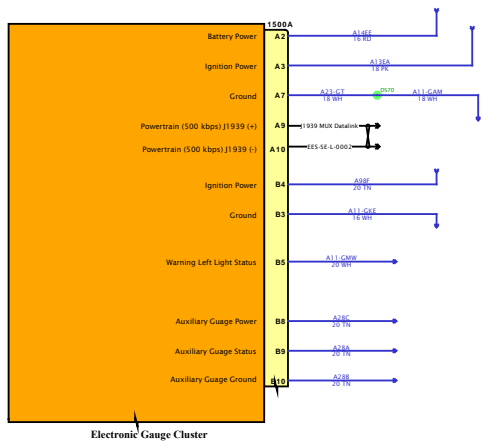 1500A
Battery Power A2 A14EE
16 RD
Ignition Power A3 A13EA
18 PK
Ground A7 A23-GT D570 A11-GAM
18 WH 18 WH
Powertrain (500 kbps) J1939 (+) A9 J1939 MUX Datalink
Powertrain (500 kbps) J1939 (-) A10 EES-SE-L-0002
Ignition Power B4 A98F
20 TN
Ground B3 A11-GKE
16 WH
Warning Left Light Status B5 A11-GMW
20 WH
Auxiliary Guage Power B8 A28C
20 TN
Auxiliary Guage Status B9 A28A
20 TN
Auxiliary Guage Ground B10 A28B
20 TN
Electronic Gauge Cluster